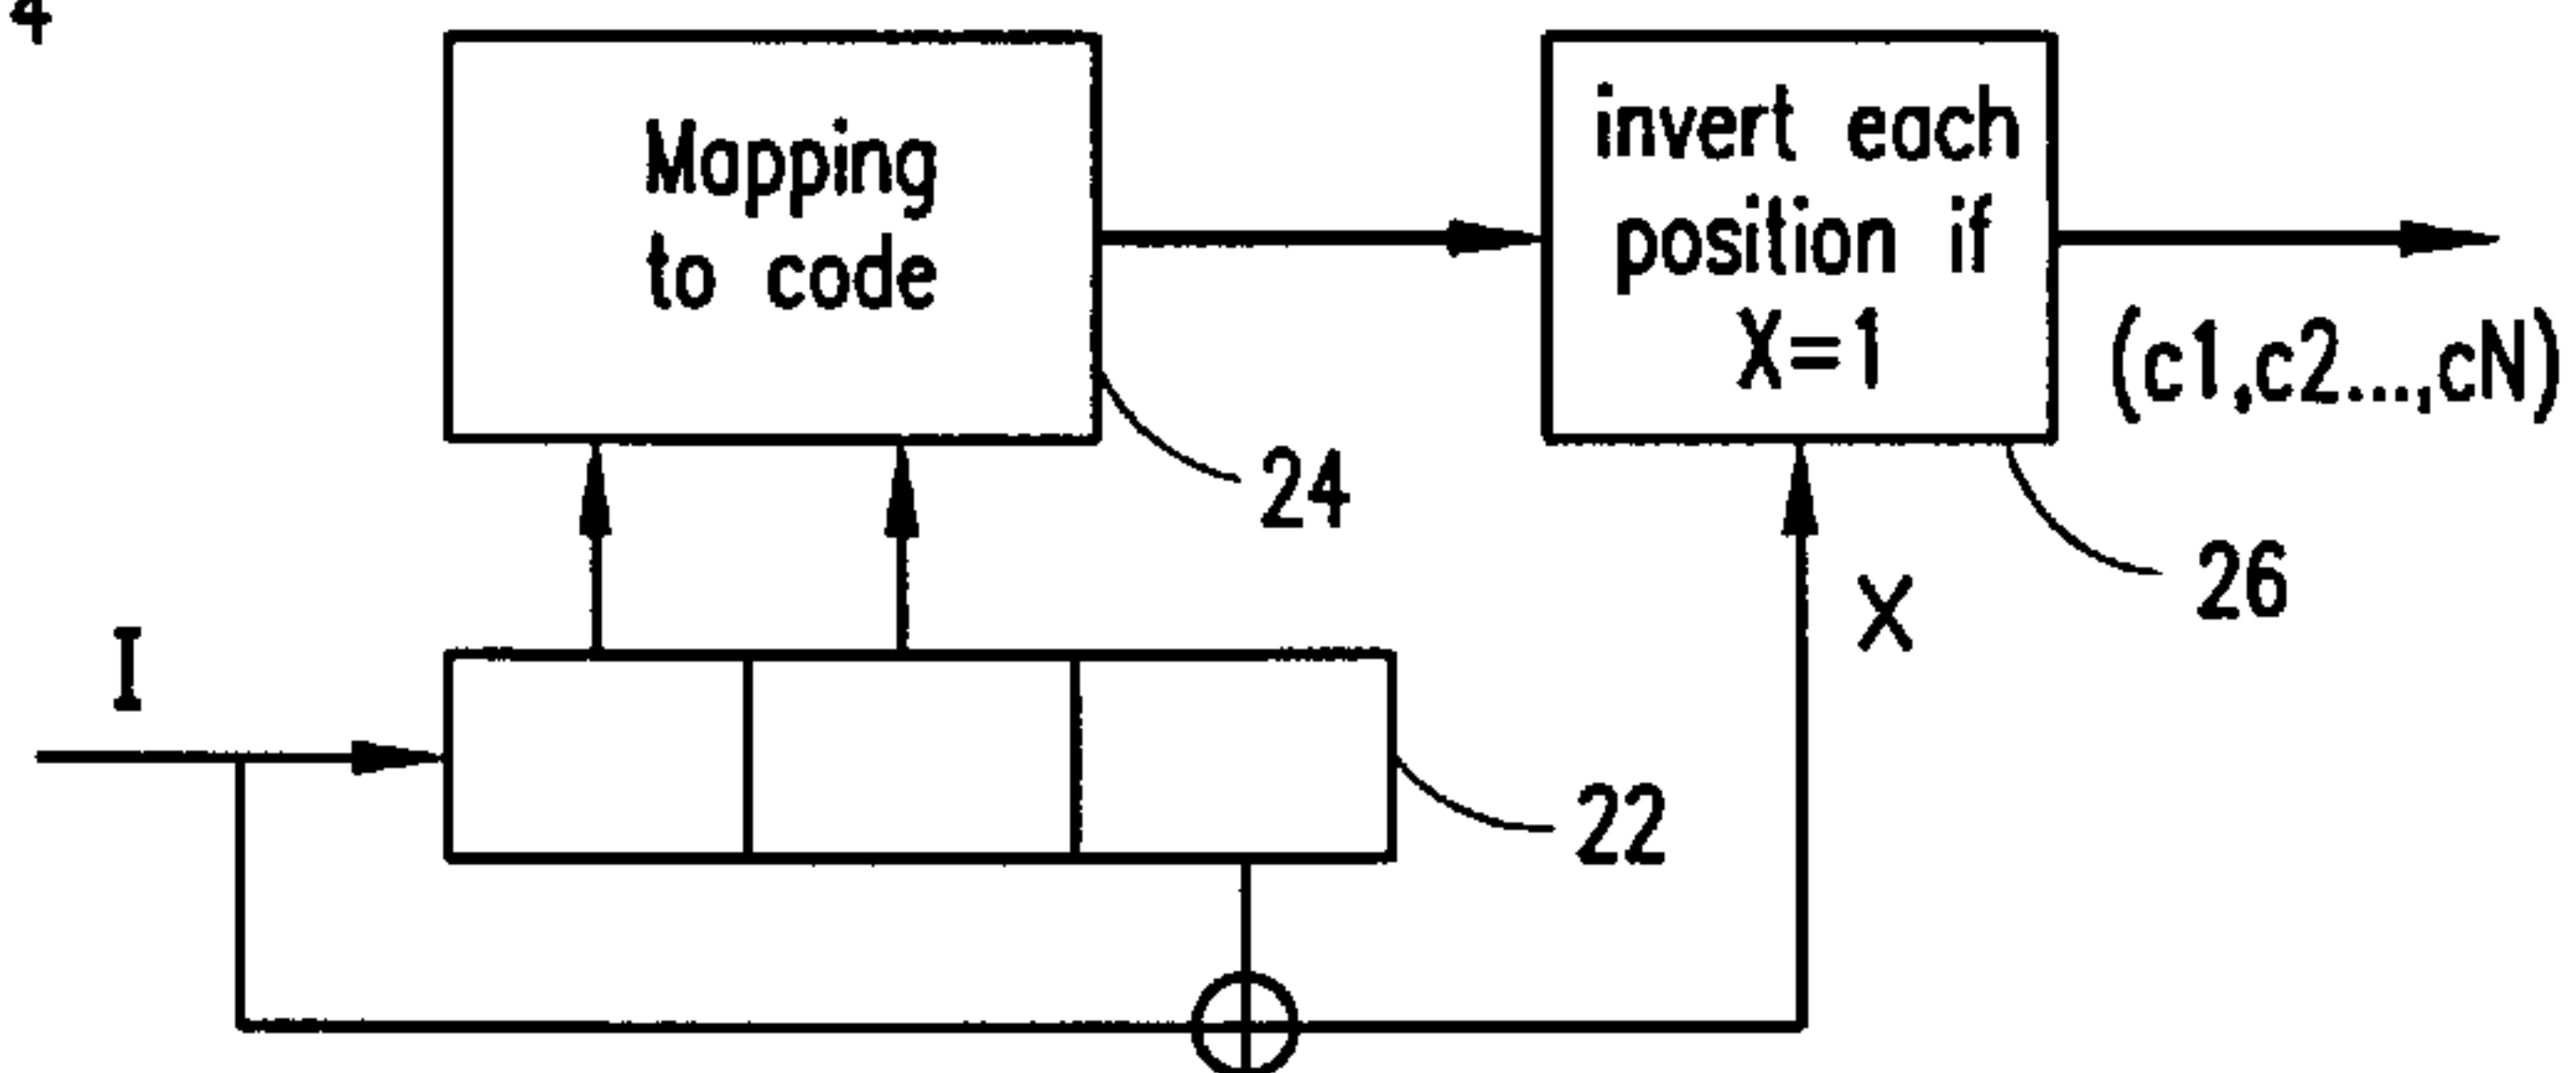 4
Mapping
to code
invert each
position if
X=1
(c1,c2...,cN)
24
26
X
I
22